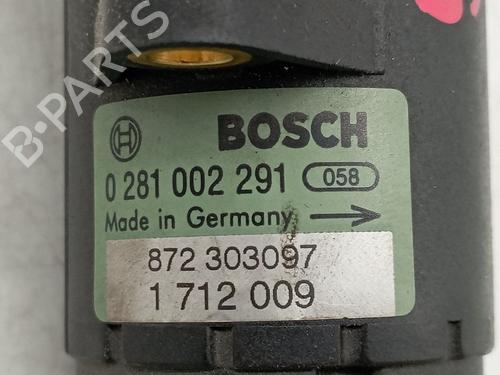 B-PARTS
BOSCH
0 281 002 291 058
Made in Germany
872 303097
1 712 009